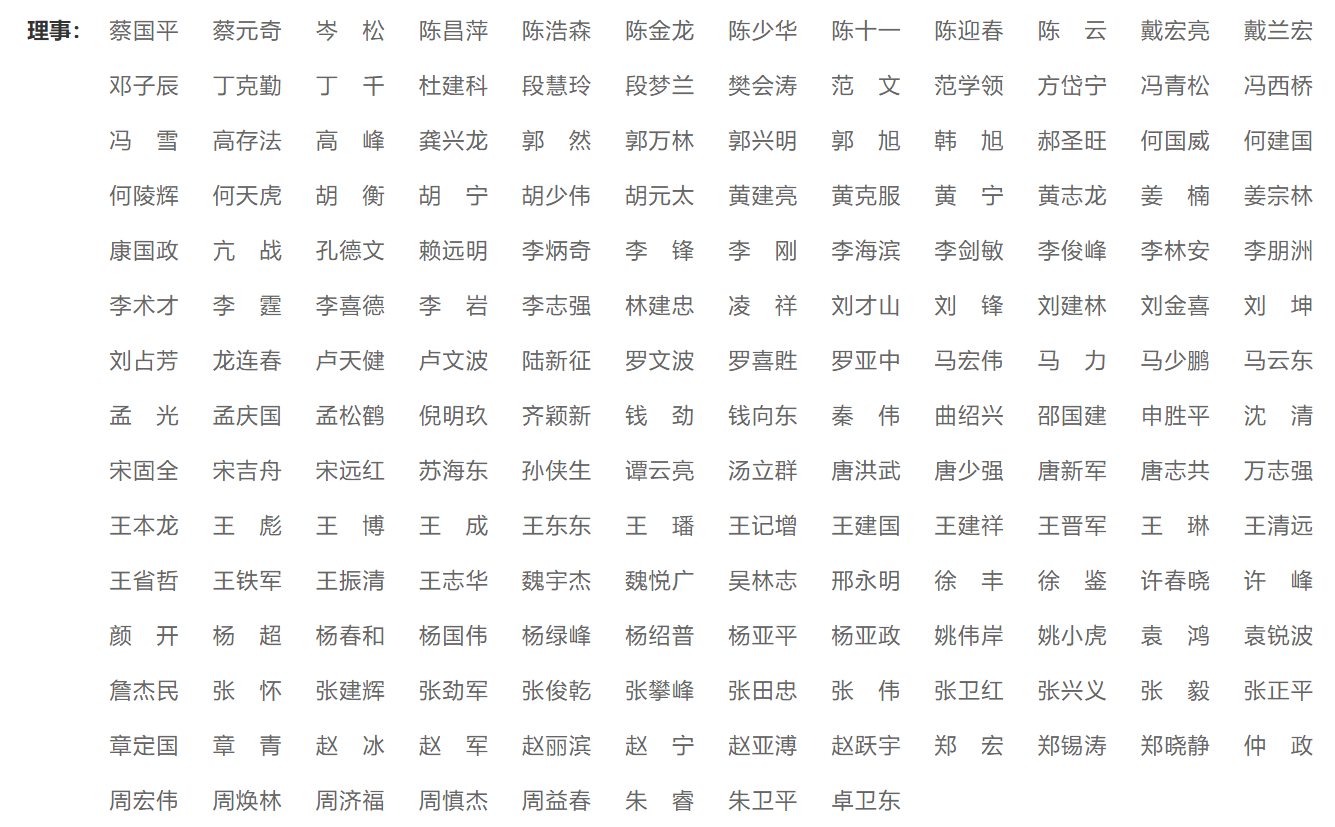 理事： 蔡国平 蔡元奇 岑　松 陈昌萍 陈浩森 陈金龙 陈少华 陈十一 陈迎春 陈　云 戴宏亮 戴兰宏
邓子辰 丁克勤 丁　千 杜建科 段慧玲 段梦兰 樊会涛 范　文 范学领 方岱宁 冯青松 冯西桥
冯　雪 高存法 高　峰 龚兴龙 郭　然 郭万林 郭兴明 郭　旭 韩　旭 郝圣旺 何国威 何建国
何陵辉 何天虎 胡　衡 胡　宁 胡少伟 胡元太 黄建亮 黄克服 黄　宁 黄志龙 姜　楠 姜宗林
康国政 亢　战 孔德文 赖远明 李炳奇 李　锋 李　刚 李海滨 李剑敏 李俊峰 李林安 李朋洲
李术才 李　霆 李喜德 李　岩 李志强 林建忠 凌　祥 刘才山 刘　锋 刘建林 刘金喜 刘　坤
刘占芳 龙连春 卢天健 卢文波 陆新征 罗文波 罗喜胜 罗亚中 马宏伟 马　力 马少鹏 马云东
孟　光 孟庆国 孟松鹤 倪明玖 齐颖新 钱　劲 钱向东 秦　伟 曲绍兴 邵国建 申胜平 沈　清
宋固全 宋吉舟 宋远红 苏海东 孙侠生 谭云亮 汤立群 唐洪武 唐少强 唐新军 唐志共 万志强
王本龙 王　彪 王　博 王　成 王东东 王　璠 王记增 王建国 王建祥 王晋军 王　琳 王清远
王省哲 王铁军 王振清 王志华 魏宇杰 魏悦广 吴林志 邢永明 徐　丰 徐　鉴 许春晓 许　峰
颜　开 杨　超 杨春和 杨国伟 杨绿峰 杨绍普 杨亚平 杨亚政 姚伟岸 姚小虎 袁　鸿 袁锐波
詹杰民 张　怀 张建辉 张劲军 张俊乾 张攀峰 张田忠 张　伟 张卫红 张兴义 张　毅 张正平
章定国 章　青 赵　冰 赵　军 赵丽滨 赵　宁 赵亚溥 赵跃宇 郑　宏 郑锡涛 郑晓静 仲　政
周宏伟 周焕林 周济福 周慎杰 周益春 朱　睿 朱卫平 卓卫东